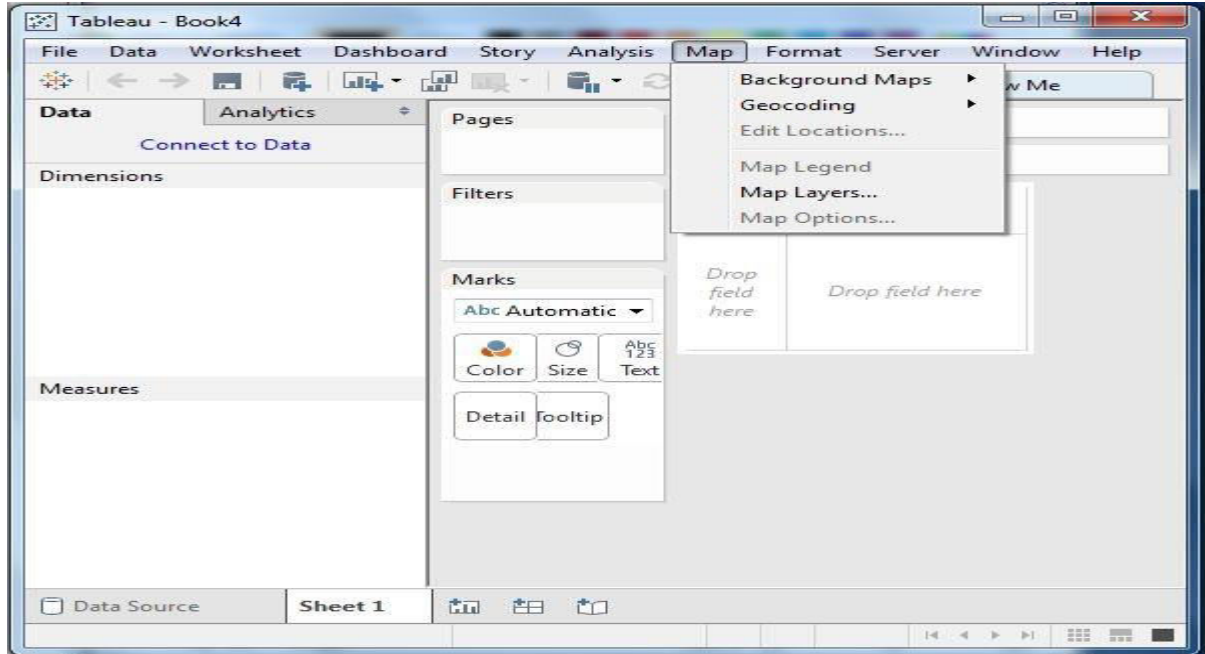 Tableau - Book4
File Data Worksheet Dashboard Story Analysis Map Format Server Window Help
Background Maps
Geocoding
Edit Locations...
Map Legend
Map Layers...
Map Options...
w Me
Data Analytics
Connect to Data
Dimensions
Measures
Pages
Filters
Marks
Abc Automatic
Color Size Abc 123 Text
Detail Tooltip
Drop
field
here
Drop field here
Data Source Sheet 1